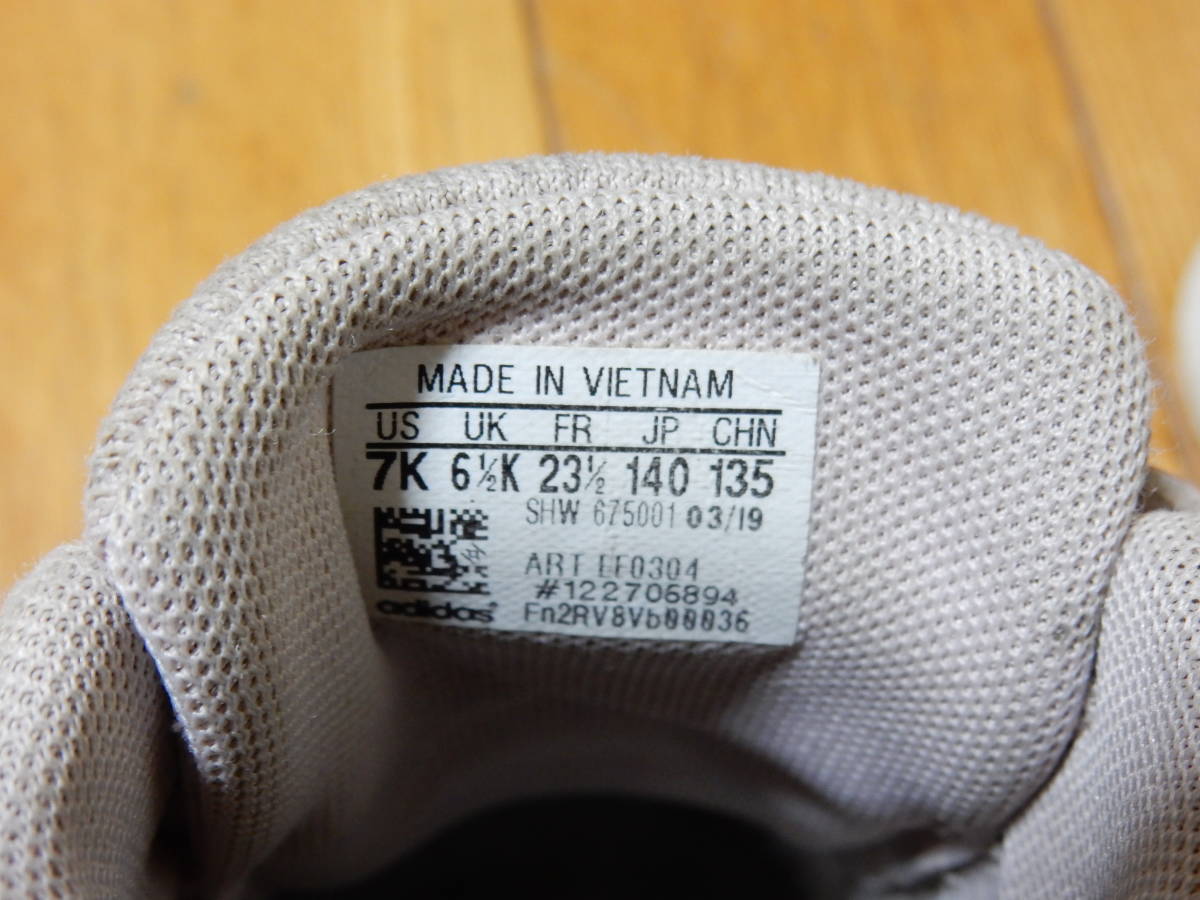 MADE IN VIETNAM
US UK FR JP CHN
7K 6½K 23½ 140 135
SHW 675001 03/19
ART EF0304
#122706894
adidas Fn2RV8Vb00036